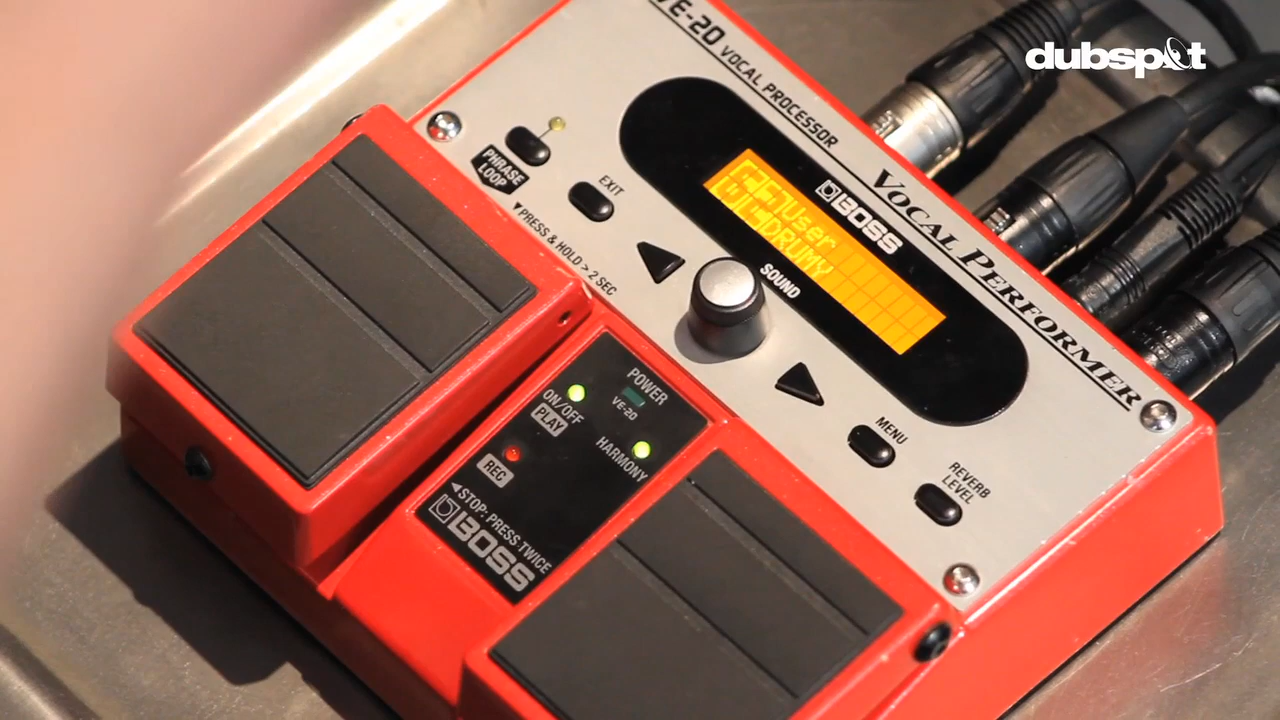 dubspot
VE-20 VOCAL PROCESSOR
VOCAL PERFORMER
PHRASE
LOOP
EXIT
▼PRESS & HOLD > 2 SEC
BOSS
User
DRUMY
SOUND
MENU
REVERB
LEVEL
POWER
VE-20
ON/OFF
PLAY
HARMONY
REC
◀STOP: PRESS TWICE
BOSS